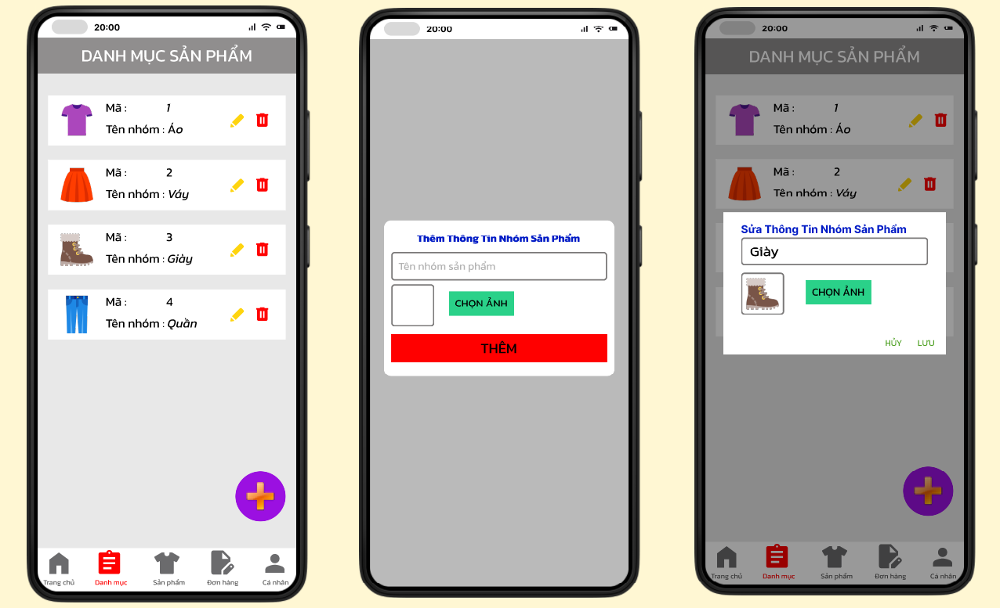 20:00
DANH MỤC SẢN PHẨM
Mã : 1
Tên nhóm : Áo
Mã : 2
Tên nhóm : Váy
Mã : 3
Tên nhóm : Giày
Mã : 4
Tên nhóm : Quần
Trang chủ
Danh mục
Sản phẩm
Đơn hàng
Cá nhân
20:00
Thêm Thông Tin Nhóm Sản Phẩm
Tên nhóm sản phẩm
CHỌN ẢNH
THÊM
20:00
DANH MỤC SẢN PHẨM
Mã : 1
Tên nhóm : Áo
Mã : 2
Tên nhóm : Váy
Sửa Thông Tin Nhóm Sản Phẩm
Giày
CHỌN ẢNH
HỦY LƯU
Trang chủ
Danh mục
Sản phẩm
Đơn hàng
Cá nhân